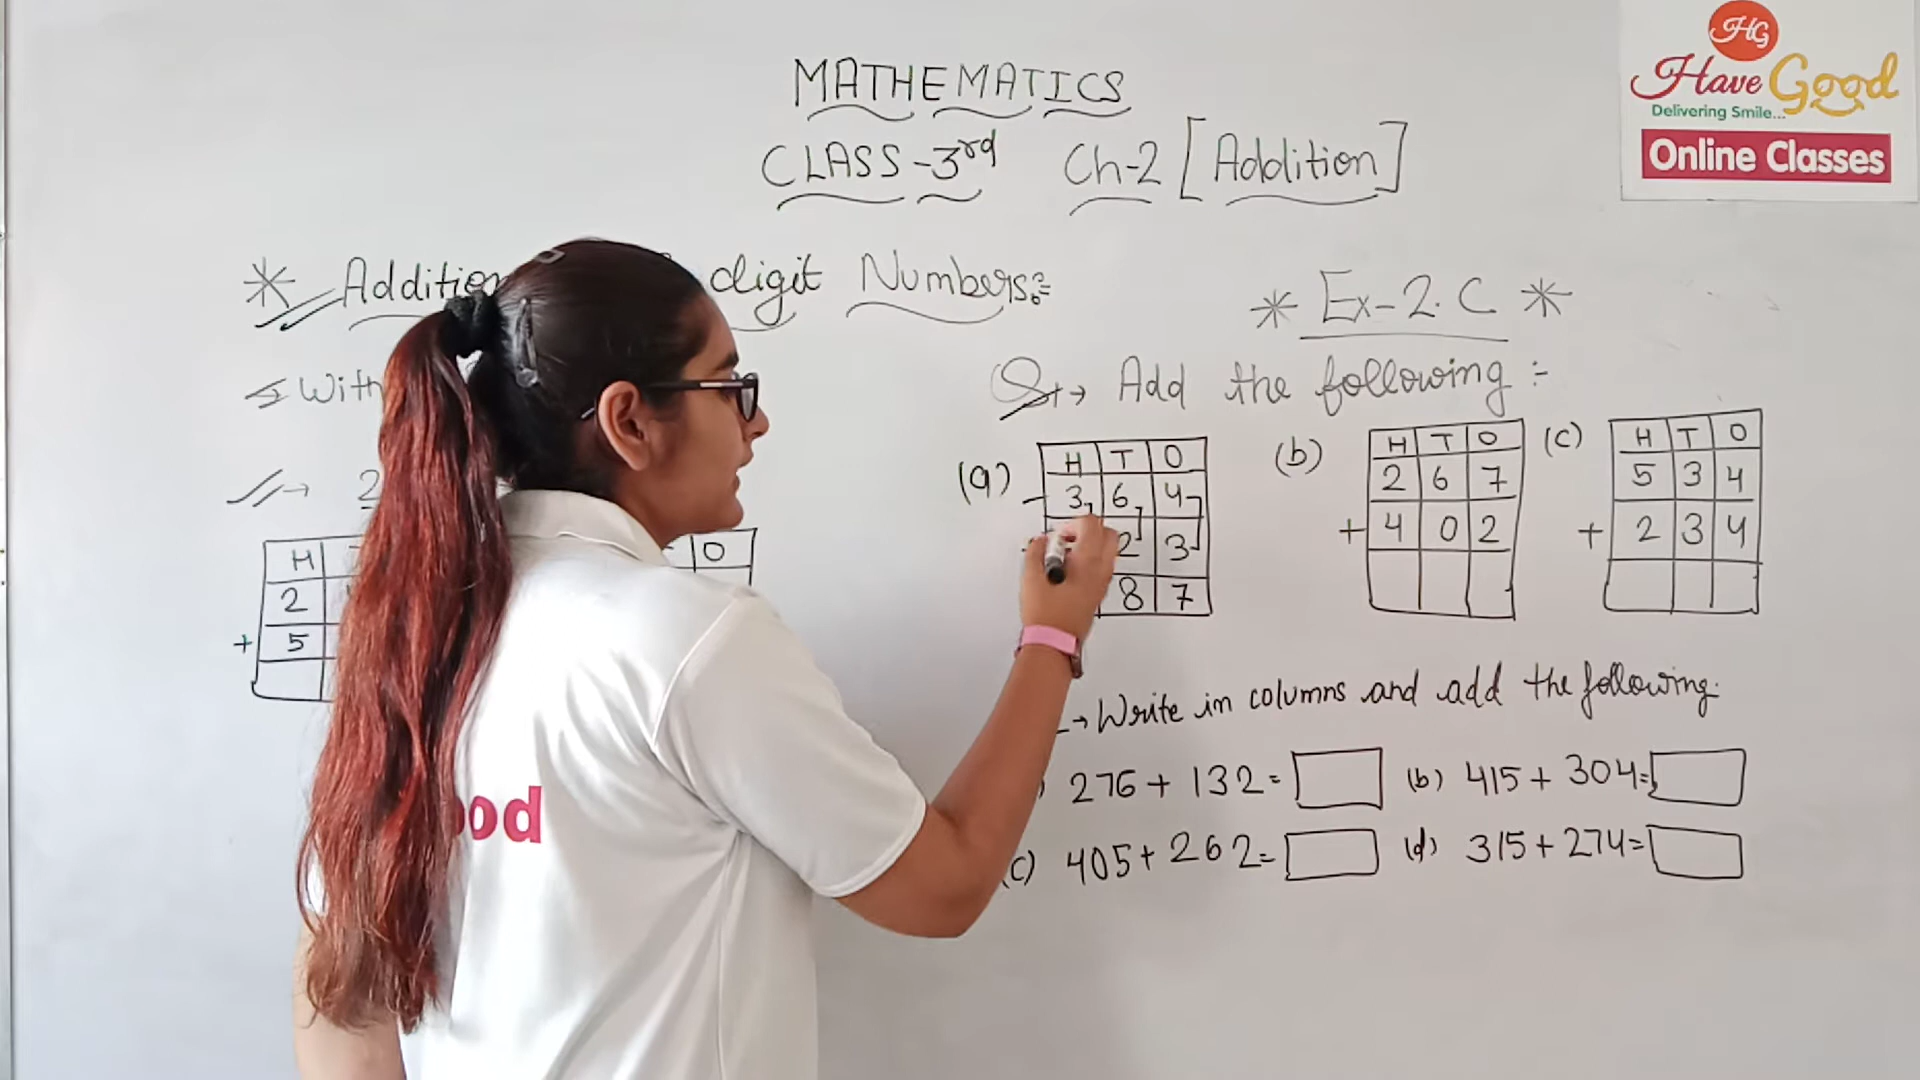 HG
Have Good
Delivering Smile...
Online Classes
MATHEMATICS
CLASS-3rd Ch-2 [Addition]
* Addition digit Numbers:-
With
→ 2
H O
2
+ 5
ood
* Ex-2.C *
Q1→ Add the following :-
(a)
H T O
3 6 4
2 3
8 7
(b)
H T O
2 6 7
+ 4 0 2
(c)
H T O
5 3 4
+ 2 3 4
→ Write in columns and add the following.
) 276 + 132 = (b) 415 + 304 =
(c) 405 + 262 = (d) 315 + 274 =